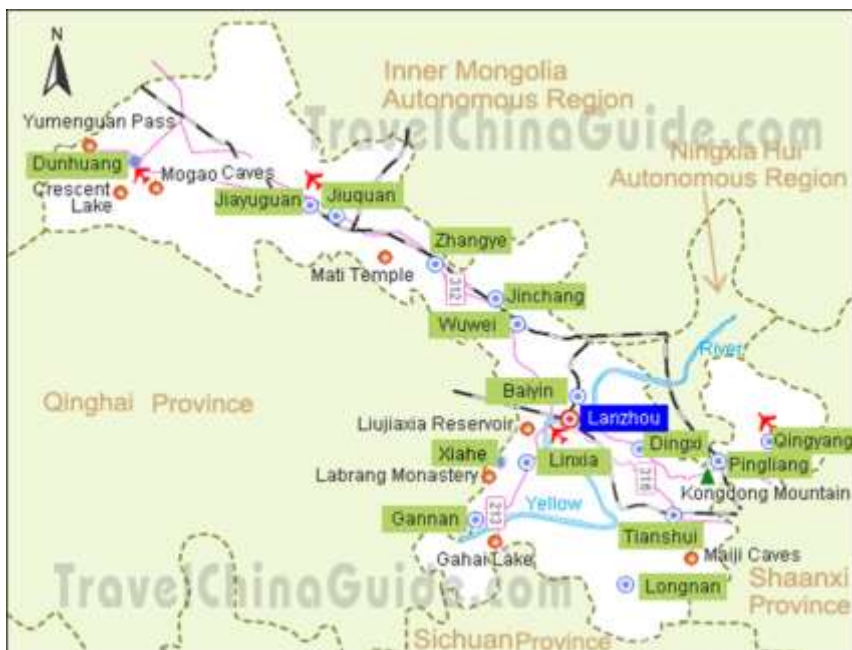 N
Inner Mongolia
Autonomous Region
TravelChinaGuide.com
Yumenguan Pass
Ningxia Hui
Autonomous Region
Dunhuang
Mogao Caves
Crescent
Lake
Jiayuguan
Jiuquan
Zhangye
Mati Temple
312
Jinchang
Wuwei
River
Baiyin
Qinghai Province
Liujiaxia Reservoir
Lanzhou
Dingxi
Qingyang
Xiahe
Linxia
Pingliang
Labrang Monastery
316
Kongdong Mountain
Yellow
213
Gannan
Tianshui
Gahai Lake
Maiji Caves
TravelChinaGuide.com
Longnan
Shaanxi
Province
Sichuan Province